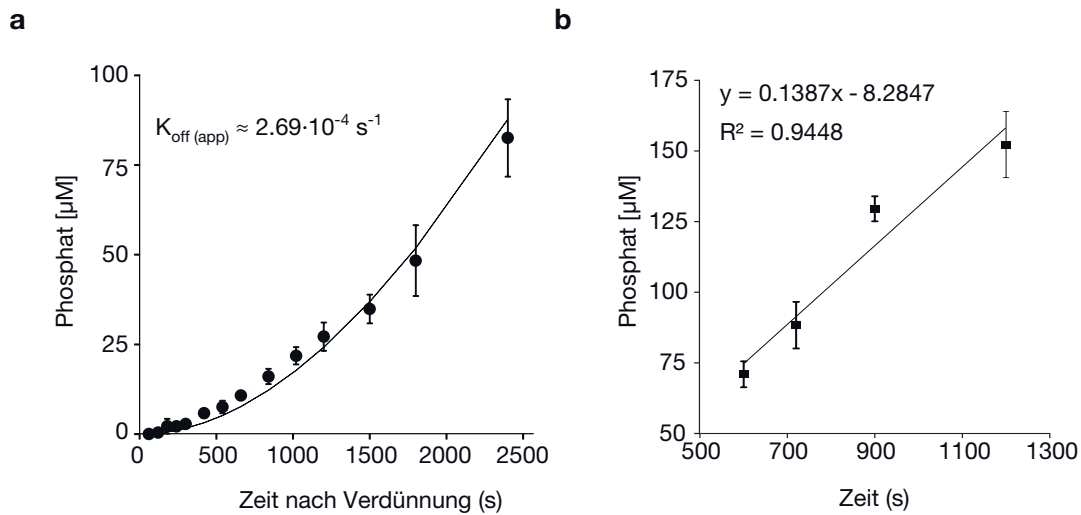 a
100
75
50
25
0
K_off (app) ≈ 2.69·10⁻⁴ s⁻¹
Phosphat [µM]
0 500 1000 1500 2000 2500
Zeit nach Verdünnung (s)
b
175
150
125
100
75
50
y = 0.1387x - 8.2847
R² = 0.9448
Phosphat [µM]
500 700 900 1100 1300
Zeit (s)